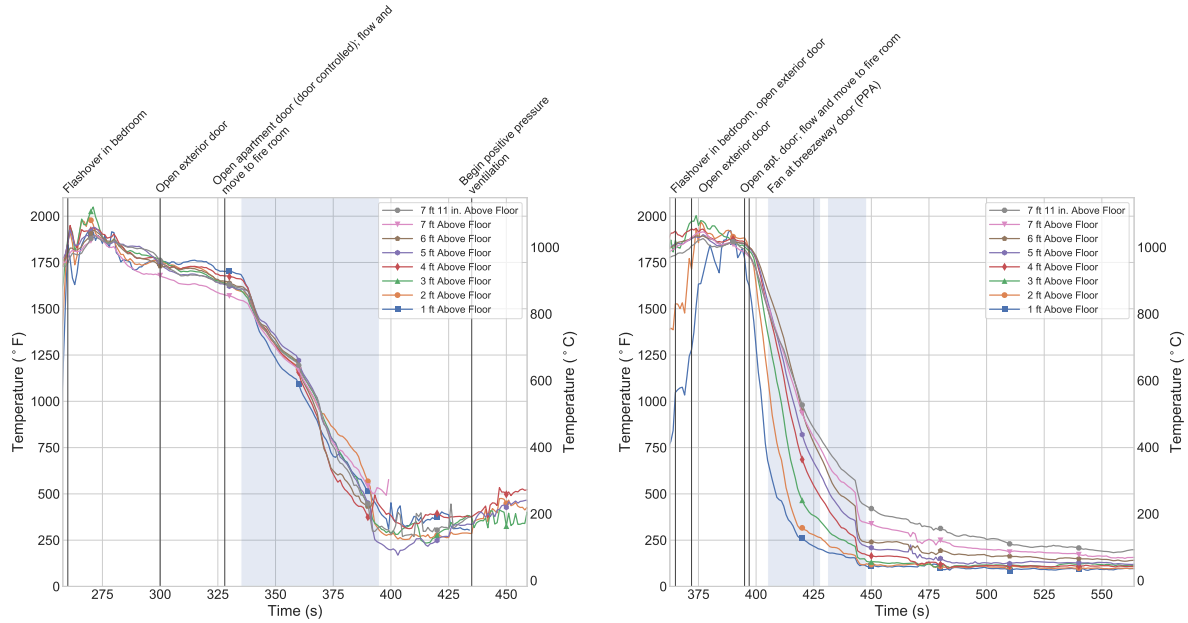 Flashover in bedroom
Open exterior door
Open apartment door (door controlled); flow and
move to fire room
Begin positive pressure
ventilation
2000
1750
1500
1250
1000
750
500
250
0
Temperature (° F)
275
300
325
350
375
400
425
450
Time (s)
1000
800
600
400
200
0
Temperature (° C)
7 ft 11 in. Above Floor
7 ft Above Floor
6 ft Above Floor
5 ft Above Floor
4 ft Above Floor
3 ft Above Floor
2 ft Above Floor
1 ft Above Floor
Flashover in bedroom, open exterior door
Open exterior door
Open apt. door; flow and move to fire room
Fan at breezeway door (PPA)
2000
1750
1500
1250
1000
750
500
250
0
Temperature (° F)
375
400
425
450
475
500
525
550
Time (s)
1000
800
600
400
200
0
Temperature (° C)
7 ft 11 in. Above Floor
7 ft Above Floor
6 ft Above Floor
5 ft Above Floor
4 ft Above Floor
3 ft Above Floor
2 ft Above Floor
1 ft Above Floor